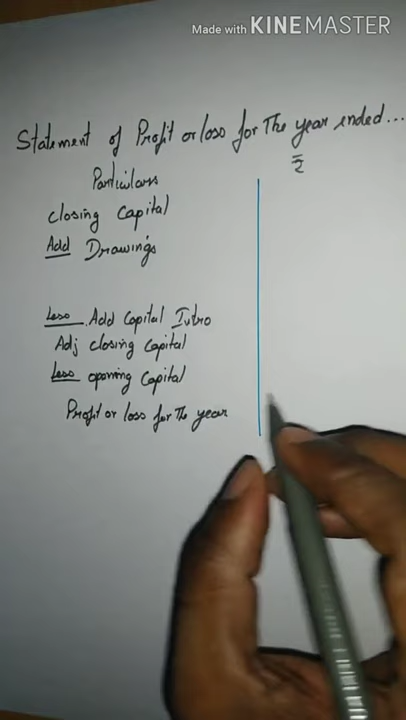 Made with KINEMASTER
Statement of Profit or loss for The year ended...
Particulars ₹
closing Capital
Add Drawings
Less Add Capital Intro
Adj closing Capital
Less opening Capital
Profit or loss for The year